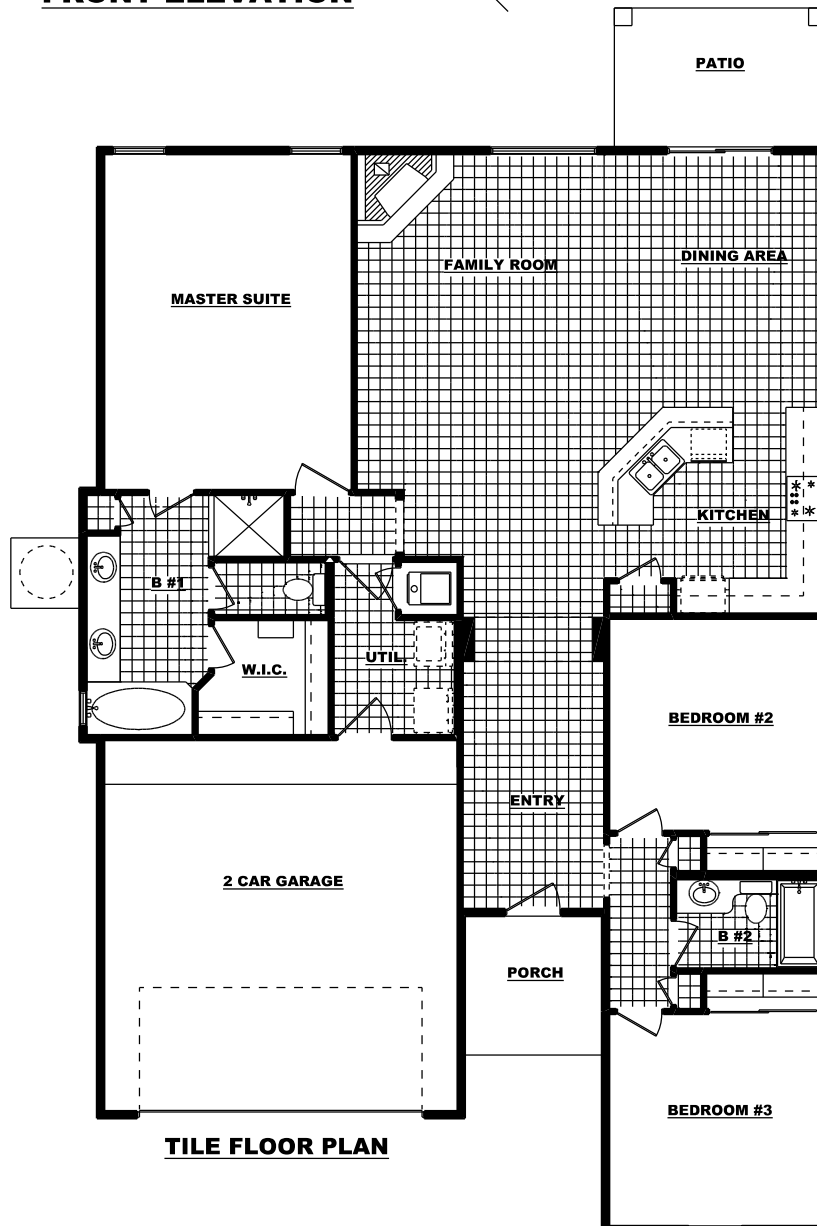 FRONT ELEVATION
PATIO
FAMILY ROOM
DINING AREA
MASTER SUITE
KITCHEN
B #1
UTIL.
W.I.C.
BEDROOM #2
ENTRY
2 CAR GARAGE
B #2
PORCH
BEDROOM #3
TILE FLOOR PLAN